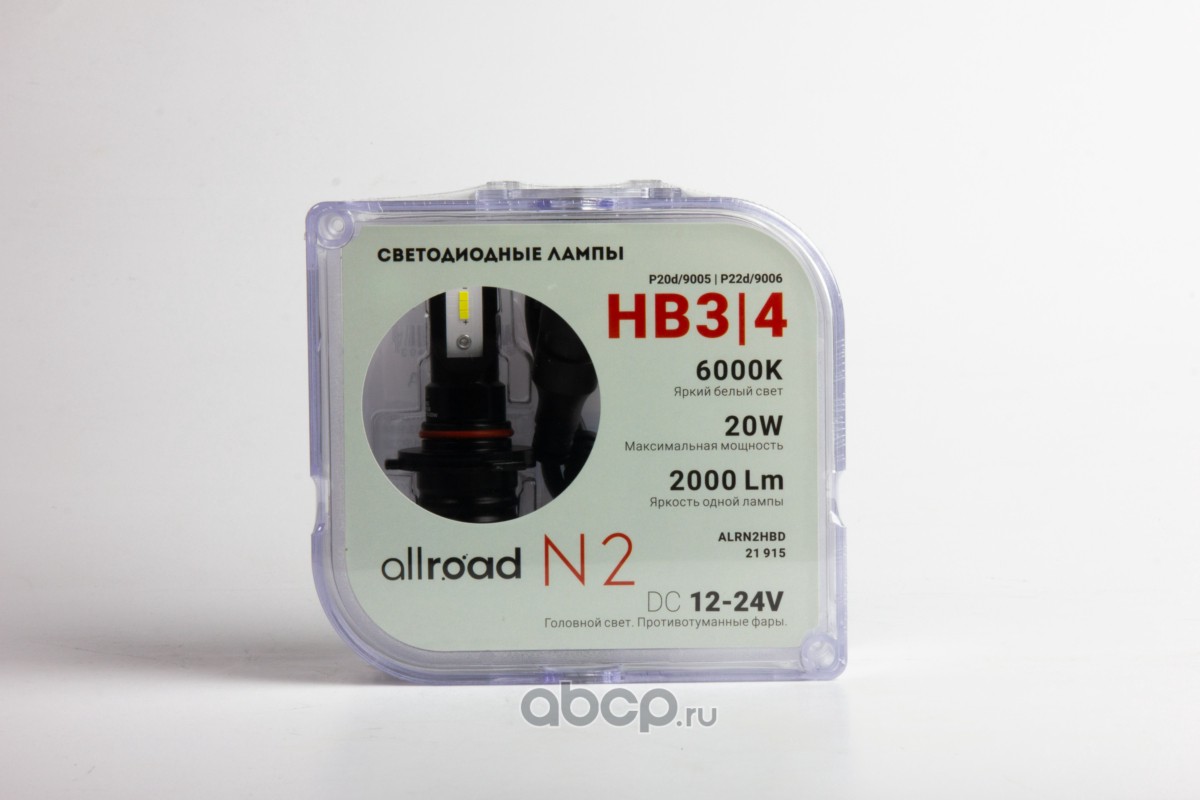 СВЕТОДИОДНЫЕ ЛАМПЫ
P20d/9005 | P22d/9006
HB3|4
6000K
Яркий белый свет
20W
Максимальная мощность
2000 Lm
Яркость одной лампы
ALRN2HBD
21 915
allroad N2
DC 12-24V
Головной свет. Противотуманные фары.
abcp.ru